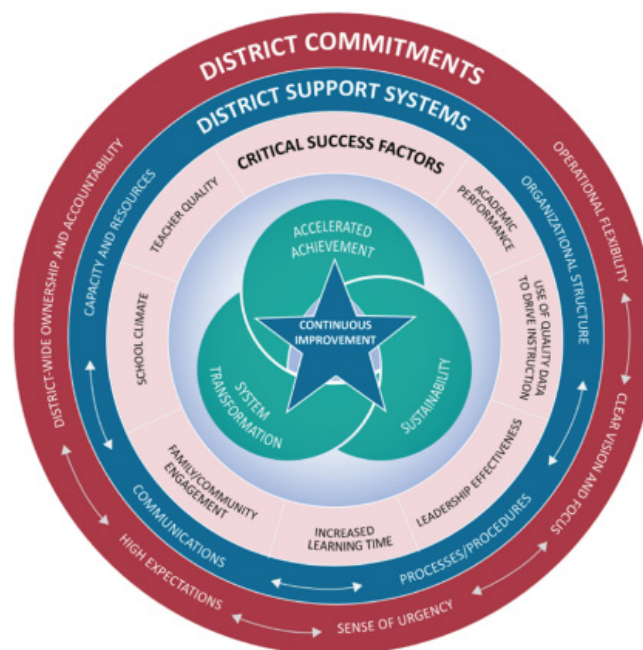 DISTRICT COMMITMENTS
OPERATIONAL FLEXIBILITY
CLEAR VISION AND FOCUS
SENSE OF URGENCY
HIGH EXPECTATIONS
DISTRICT-WIDE OWNERSHIP AND ACCOUNTABILITY
DISTRICT SUPPORT SYSTEMS
ORGANIZATIONAL STRUCTURE
PROCESSES/PROCEDURES
COMMUNICATIONS
CAPACITY AND RESOURCES
CRITICAL SUCCESS FACTORS
ACADEMIC
PERFORMANCE
USE OF QUALITY DATA
TO DRIVE INSTRUCTION
LEADERSHIP EFFECTIVENESS
INCREASED
LEARNING TIME
FAMILY/COMMUNITY
ENGAGEMENT
SCHOOL CLIMATE
TEACHER QUALITY
ACCELERATED
ACHIEVEMENT
SUSTAINABILITY
SYSTEM
TRANSFORMATION
CONTINUOUS
IMPROVEMENT